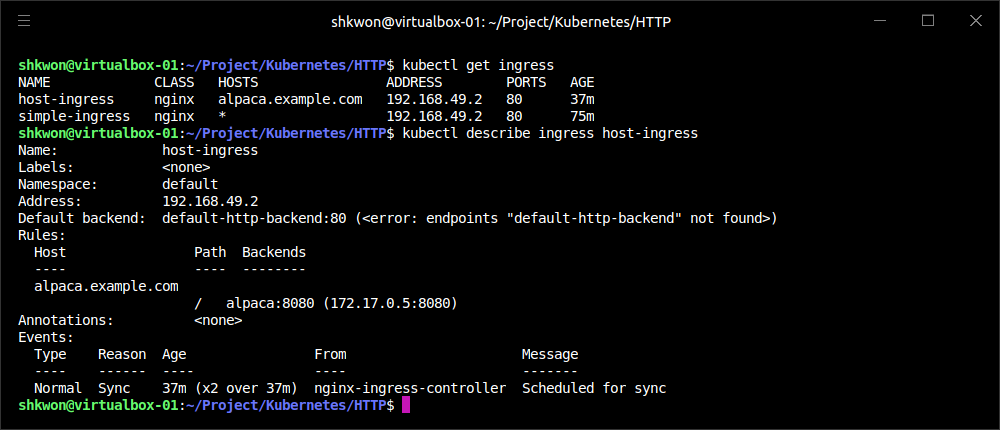 shkwon@virtualbox-01: ~/Project/Kubernetes/HTTP
shkwon@virtualbox-01:~/Project/Kubernetes/HTTP$ kubectl get ingress
NAME             CLASS   HOSTS                ADDRESS        PORTS   AGE
host-ingress     nginx   alpaca.example.com   192.168.49.2   80      37m
simple-ingress   nginx   *                    192.168.49.2   80      75m
shkwon@virtualbox-01:~/Project/Kubernetes/HTTP$ kubectl describe ingress host-ingress
Name:             host-ingress
Labels:           <none>
Namespace:        default
Address:          192.168.49.2
Default backend:  default-http-backend:80 (<error: endpoints "default-http-backend" not found>)
Rules:
  Host                Path  Backends
  ----                ----  --------
  alpaca.example.com
                      /   alpaca:8080 (172.17.0.5:8080)
Annotations:          <none>
Events:
  Type    Reason  Age                From                      Message
  ----    ------  ----               ----                      -------
  Normal  Sync    37m (x2 over 37m)  nginx-ingress-controller  Scheduled for sync
shkwon@virtualbox-01:~/Project/Kubernetes/HTTP$